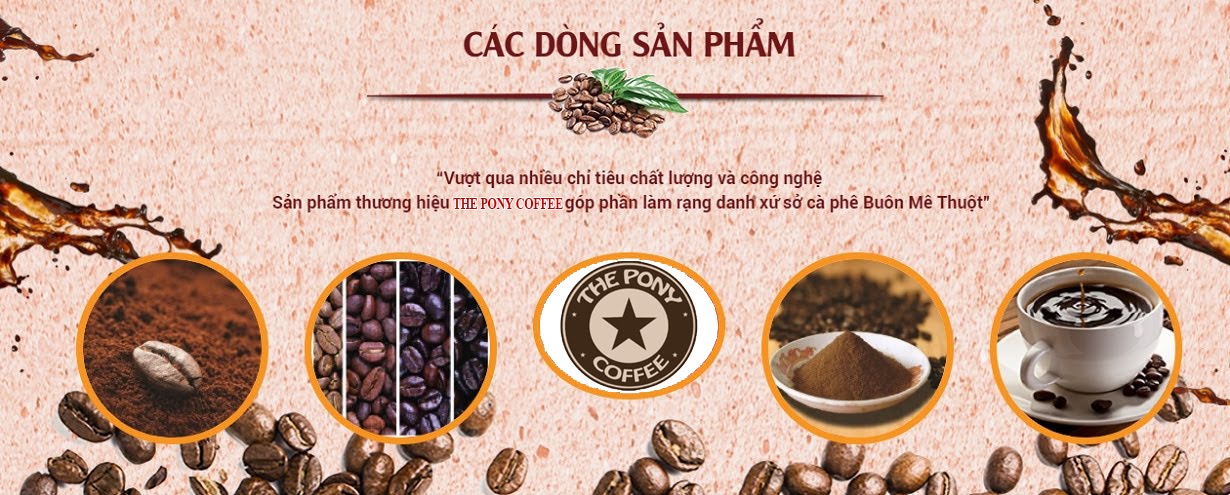 CÁC DÒNG SẢN PHẨM
“Vượt qua nhiều chỉ tiêu chất lượng và công nghệ
Sản phẩm thương hiệu THE PONY COFFEE góp phần làm rạng danh xứ sở cà phê Buôn Mê Thuột”
THE PONY
COFFEE